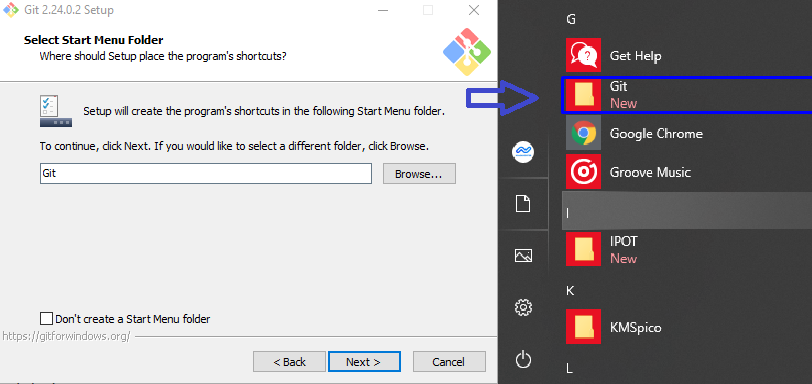 Git 2.24.0.2 Setup
Select Start Menu Folder
Where should Setup place the program's shortcuts?
Setup will create the program's shortcuts in the following Start Menu folder.
To continue, click Next. If you would like to select a different folder, click Browse.
Git
Browse...
Don't create a Start Menu folder
https://gitforwindows.org/
< Back
Next >
Cancel
G
Get Help
Git
New
Google Chrome
Groove Music
I
IPOT
New
K
KMSpico
L